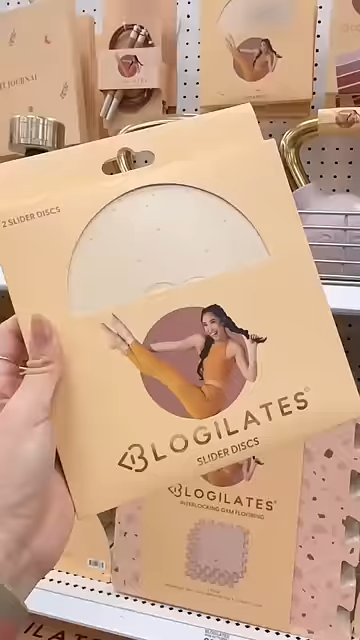 2 SLIDER DISCS
BLOGILATES®
SLIDER DISCS
BLOGILATES®
INTERLOCKING GYM FLOORING